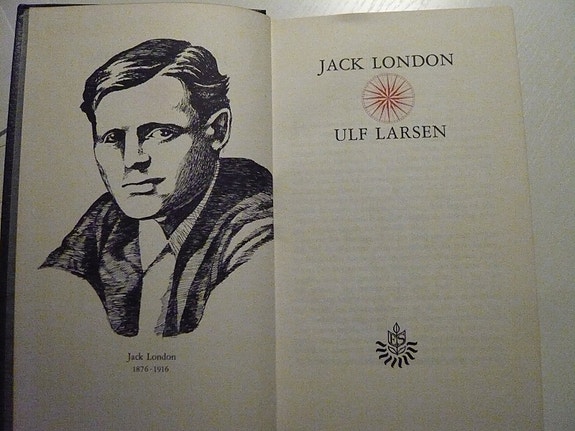 Jack London
1876-1916
JACK LONDON
ULF LARSEN